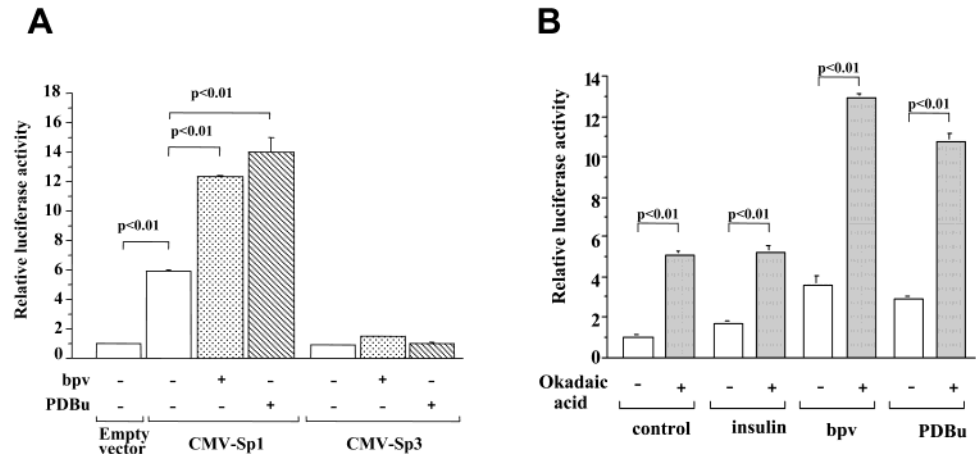 A
Relative luciferase activity
18
16
14
12
10
8
6
4
2
0
p<0.01
p<0.01
p<0.01
bpv - - + - - + -
PDBu - - - + - - +
Empty vector
CMV-Sp1
CMV-Sp3
B
Relative luciferase activity
14
12
10
8
6
4
2
0
p<0.01
p<0.01
p<0.01
p<0.01
Okadaic acid - + - + - + - +
control
insulin
bpv
PDBu